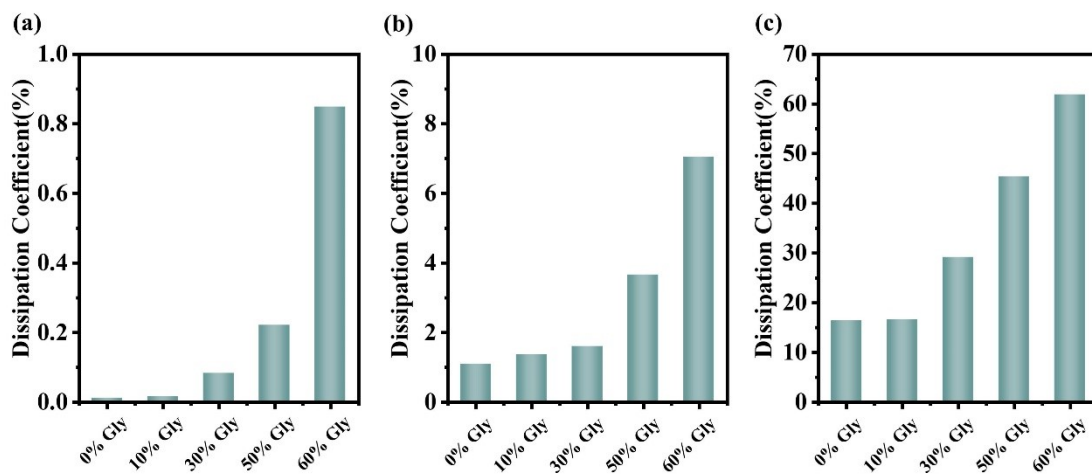 (a)
Dissipation Coefficient(%)
1.0
0.8
0.6
0.4
0.2
0.0
0% Gly
10% Gly
30% Gly
50% Gly
60% Gly
(b)
Dissipation Coefficient(%)
10
8
6
4
2
0
0% Gly
10% Gly
30% Gly
50% Gly
60% Gly
(c)
Dissipation Coefficient(%)
70
60
50
40
30
20
10
0
0% Gly
10% Gly
30% Gly
50% Gly
60% Gly